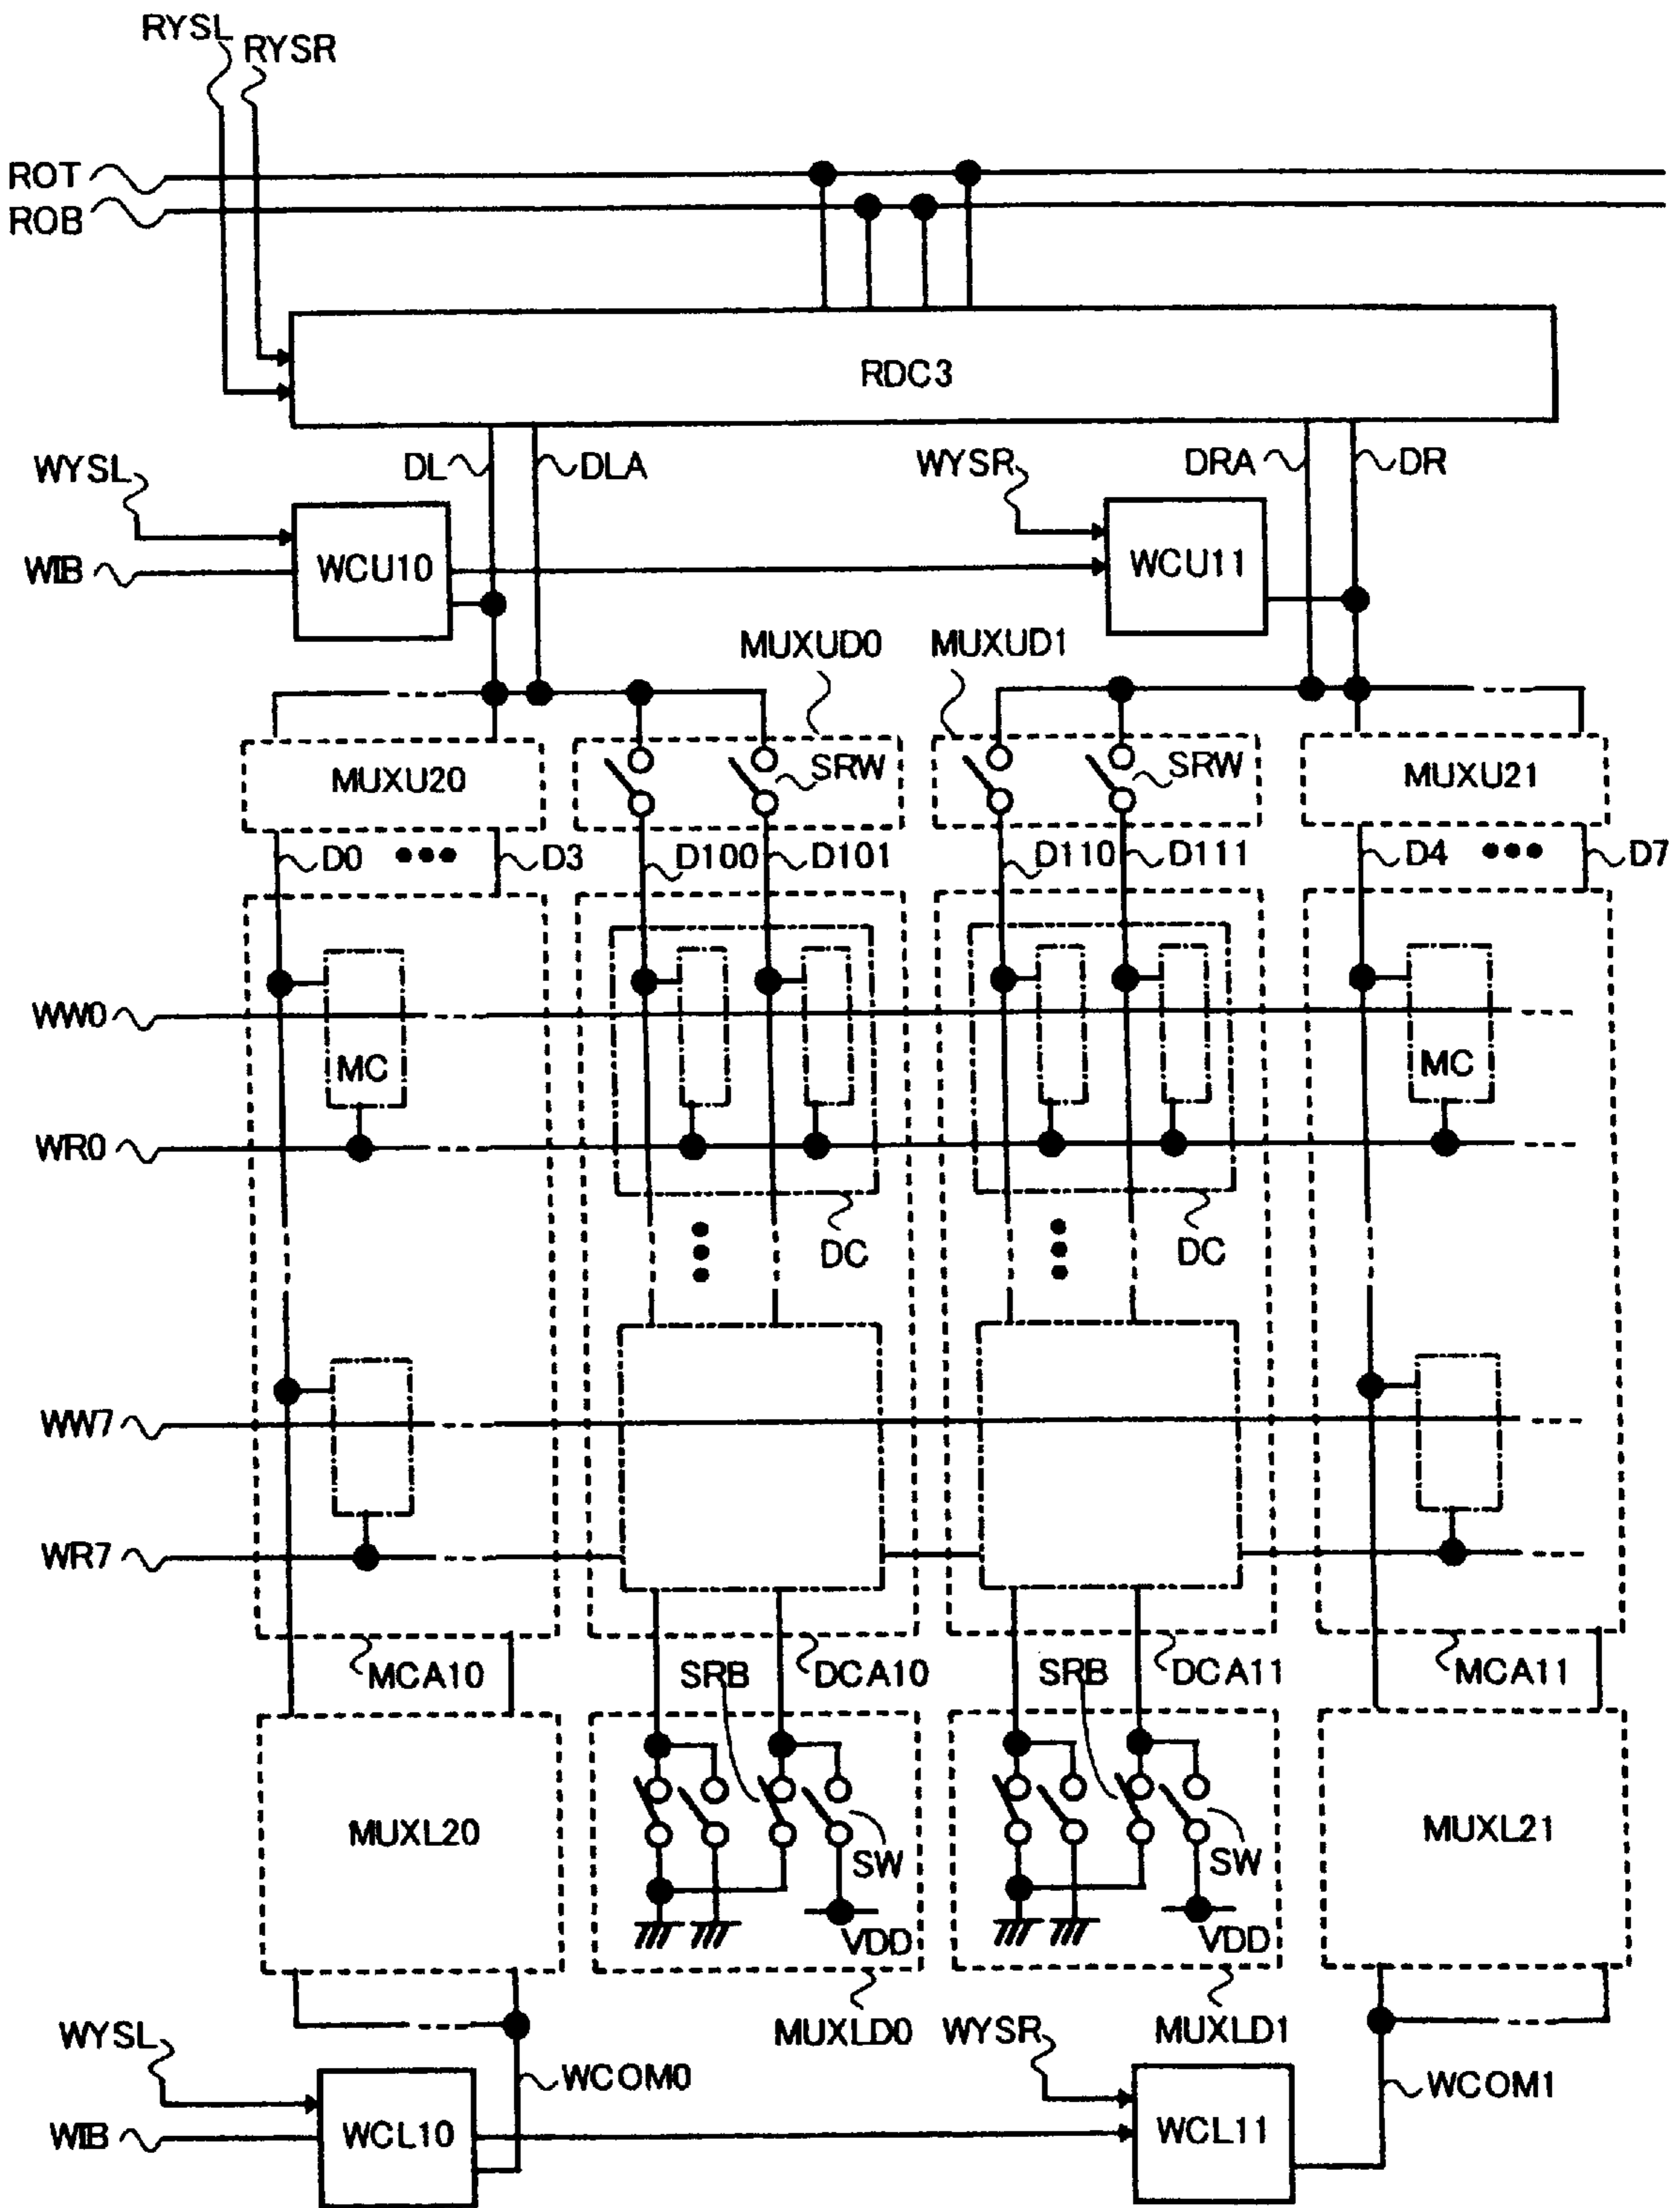 RYSL
RYSR
ROT
ROB
RDC3
DL
DLA
DRA
DR
WYSL
WYSR
WCU10
WCU11
WIB
MUXUD0
MUXUD1
MUXU20
SRW
SRW
MUXU21
D0 ●●● D3
D100
D101
D110
D111
D4 ●●● D7
WW0
MC
MC
WR0
DC
DC
WW7
WR7
MCA10
SRB
DCA10
SRB
DCA11
MCA11
MUXL20
SW
SW
MUXL21
VDD
VDD
WYSL
MUXLD0
WYSR
MUXLD1
WCOM0
WCOM1
WIB
WCL10
WCL11